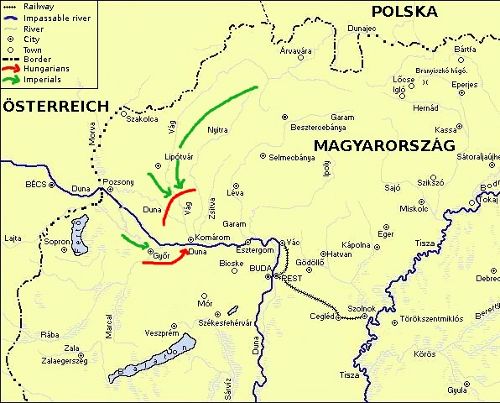 Railway
Impassable river
River
City
Town
Border
Hungarians
Imperials
POLSKA
Dunajec
ÖSTERREICH
MAGYARORSZÁG
Árvavára
Bártfa
Lőcse
Igló
Eperjes
Hernád
Kassa
Szakolca
Morva
Vág
Nyitra
Garam
Besztercebánya
Lipótvár
Selmecbánya
Ipoly
Sátoraljaújhely
BÉCS
Duna
Pozsony
Duna
Vág
Zsitva
Léva
Garam
Sajó
Szikszó
Miskolc
Tokaj
Lajta
Sopron
Győr
Komárom
Duna
Esztergom
Vác
Eger
Kápolna
Tisza
Hatvan
Gödöllő
Bicske
BUDA
PEST
Debrec
Mór
Székesfehérvár
Cegléd
Szolnok
Törökszentmiklós
Rába
Marcal
Veszprém
Zala
Zalaegerszeg
Sárvíz
Duna
Tisza
Körös
Gyula